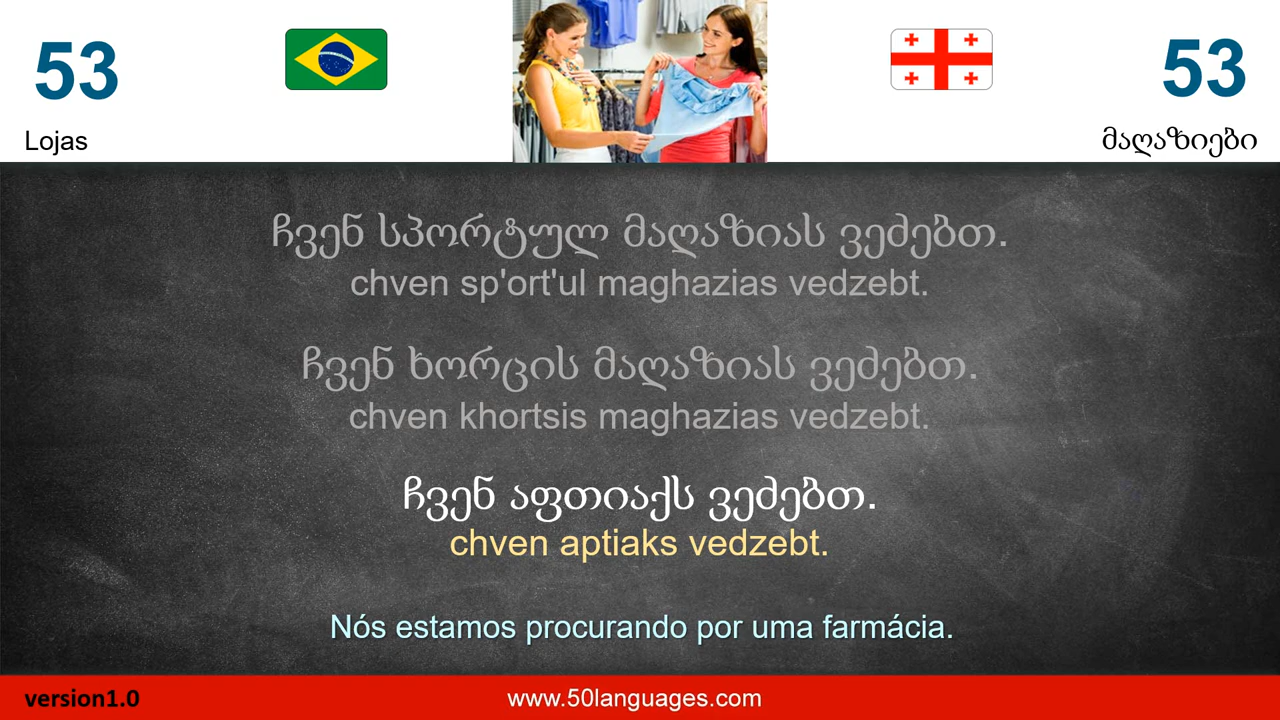 53
53
Lojas
მაღაზიები
ჩვენ სპორტულ მაღაზიას ვეძებთ.
chven sp'ort'ul maghazias vedzebt.
ჩვენ ხორცის მაღაზიას ვეძებთ.
chven khortsis maghazias vedzebt.
ჩვენ აფთიაქს ვეძებთ.
chven aptiaks vedzebt.
Nós estamos procurando por uma farmácia.
version1.0
www.50languages.com